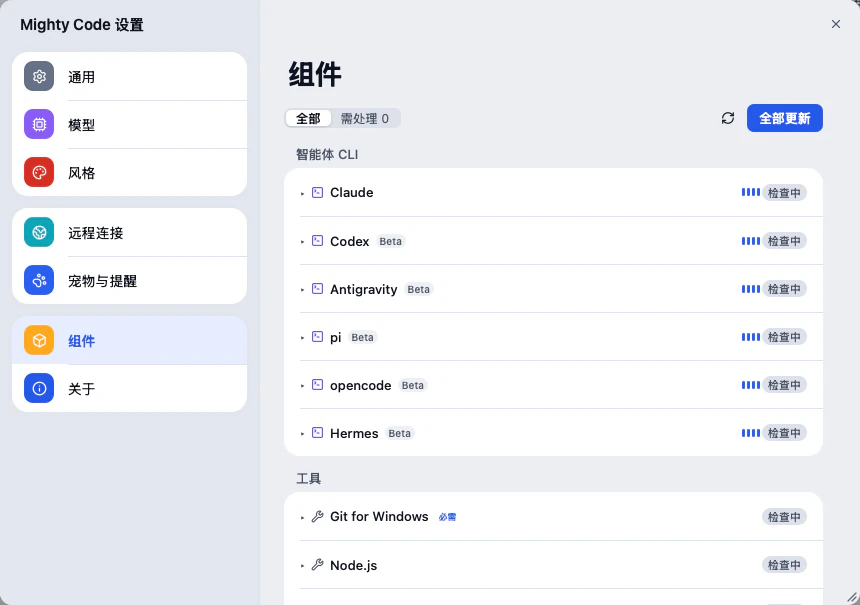 Mighty Code 设置
通用
模型
风格
远程连接
宠物与提醒
组件
关于
组件
全部 需处理 0 全部更新
智能体 CLI
Claude 检查中
Codex Beta 检查中
Antigravity Beta 检查中
pi Beta 检查中
opencode Beta 检查中
Hermes Beta 检查中
工具
Git for Windows 必需 检查中
Node.js 检查中